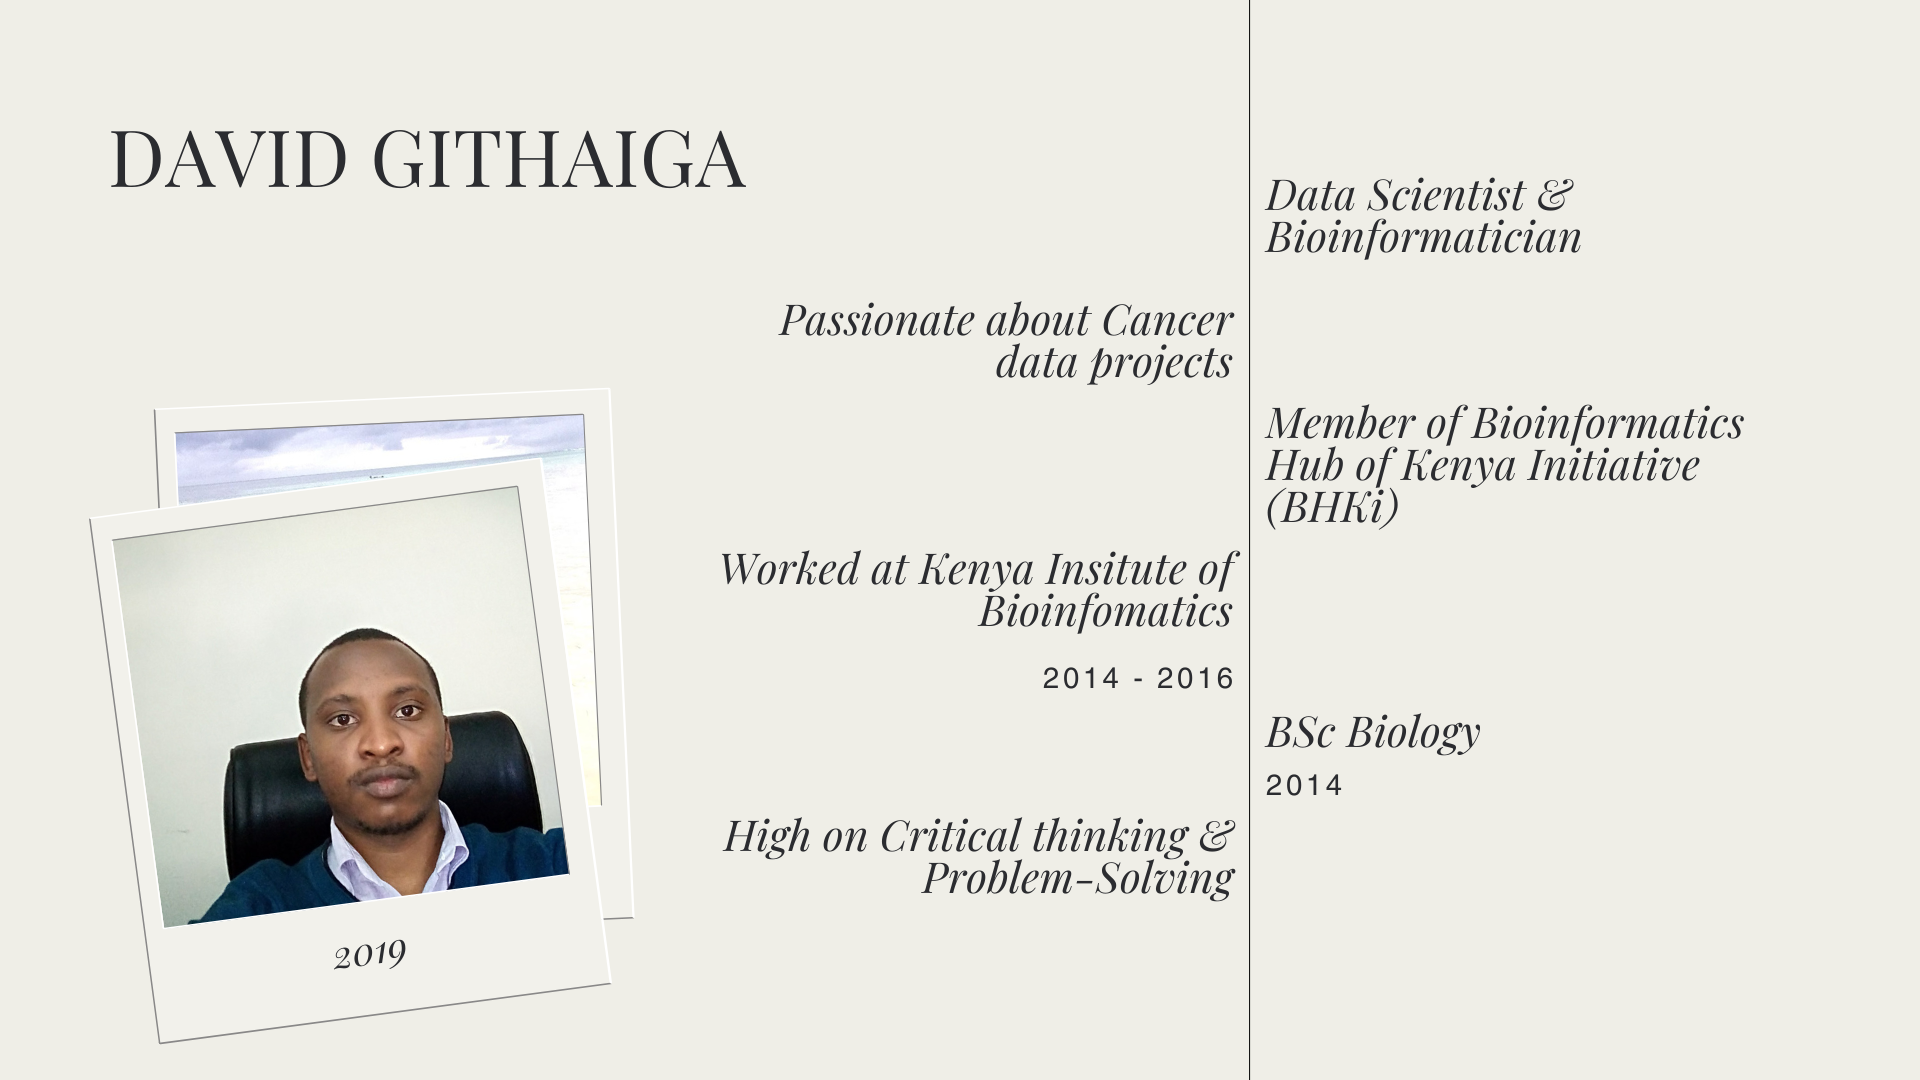 DAVID GITHAIGA
Data Scientist &
Bioinformatician
Passionate about Cancer
data projects
Member of Bioinformatics
Hub of Kenya Initiative
(BHKi)
Worked at Kenya Insitute of
Bioinfomatics
2014 - 2016
BSc Biology
2014
High on Critical thinking &
Problem-Solving
2019